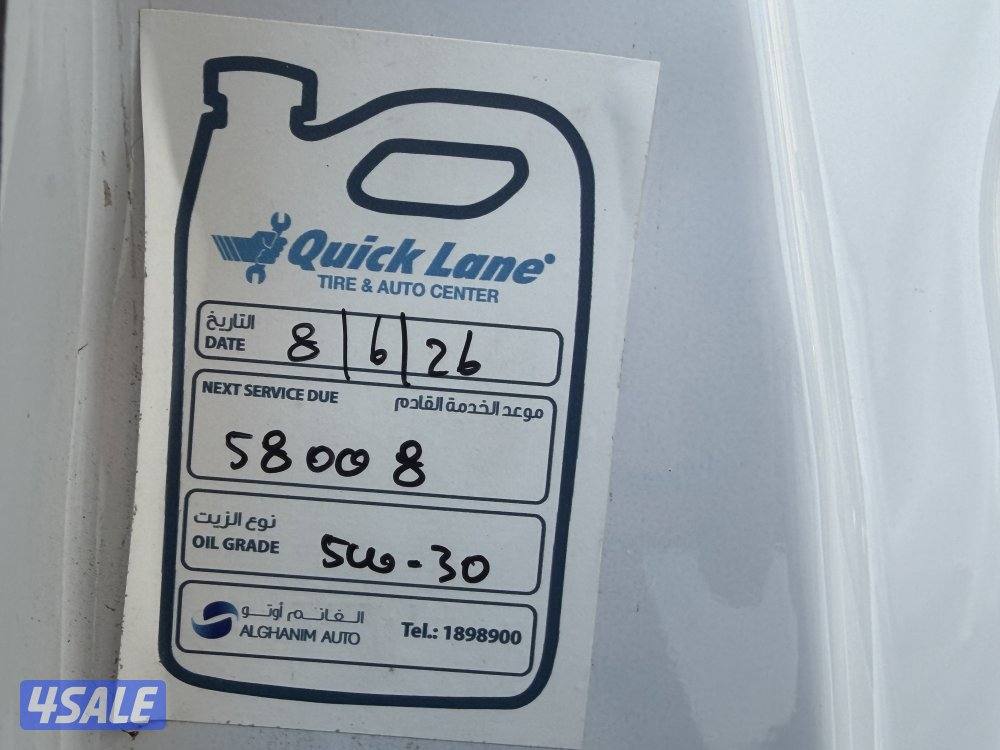 Quick Lane
TIRE & AUTO CENTER
التاريخ
DATE 8/6/26
NEXT SERVICE DUE موعد الخدمة القادم
58008
نوع الزيت
OIL GRADE 5W-30
الغانم أوتو
ALGHANIM AUTO
Tel.: 1898900
4SALE